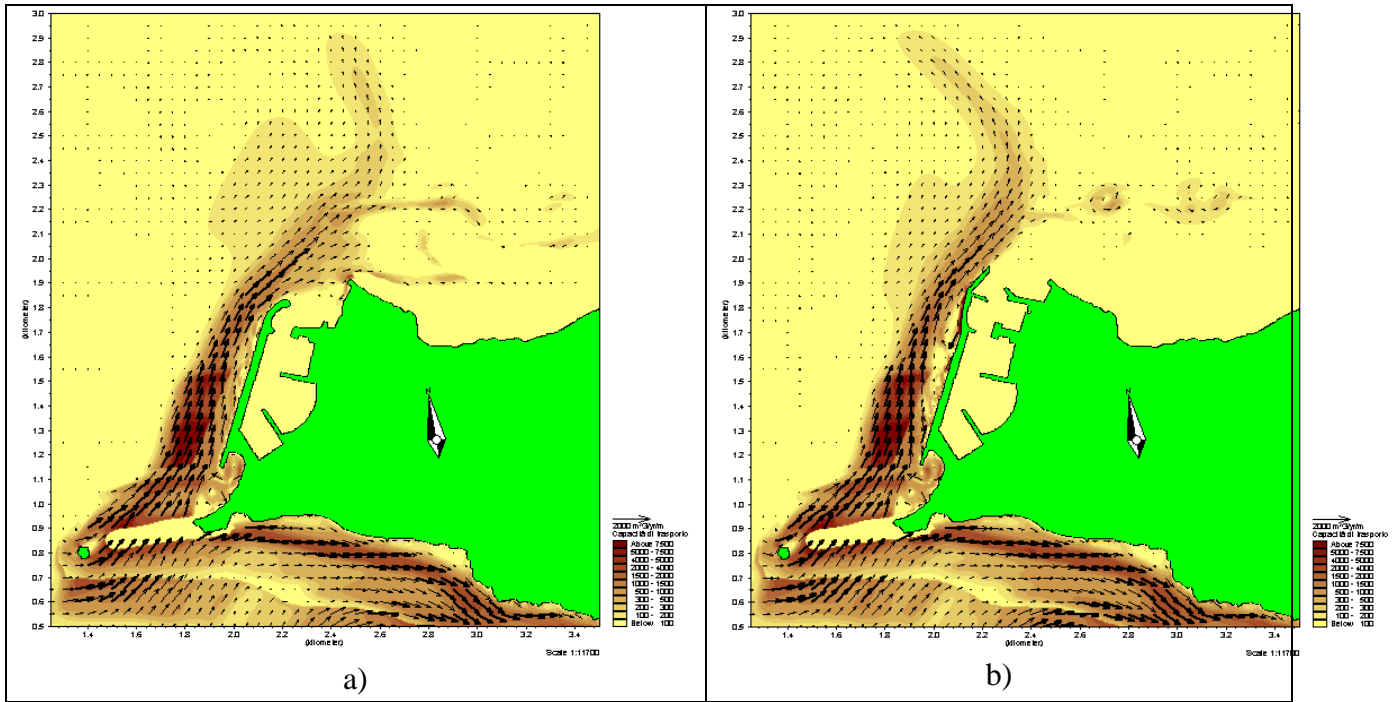 3.0
2.9
2.8
2.7
2.6
2.5
2.4
2.3
2.2
2.1
2.0
1.9
1.8
1.7
1.6
1.5
1.4
1.3
1.2
1.1
1.0
0.9
0.8
0.7
0.6
0.5
(kilometer)
1.4 1.6 1.8 2.0 2.2 2.4 2.6 2.8 3.0 3.2 3.4
(kilometer)
Scale 1:11700
N
2000 m^3/yr/m
Capacità di trasporto
Above 7500
5000 - 7500
4000 - 5000
2000 - 4000
1500 - 2000
1000 - 1500
500 - 1000
300 - 500
200 - 300
100 - 200
Below 100
a)
3.0
2.9
2.8
2.7
2.6
2.5
2.4
2.3
2.2
2.1
2.0
1.9
1.8
1.7
1.6
1.5
1.4
1.3
1.2
1.1
1.0
0.9
0.8
0.7
0.6
0.5
(kilometer)
1.4 1.6 1.8 2.0 2.2 2.4 2.6 2.8 3.0 3.2 3.4
(kilometer)
Scale 1:11700
N
2000 m^3/yr/m
Capacità di trasporto
Above 7500
5000 - 7500
4000 - 5000
2000 - 4000
1500 - 2000
1000 - 1500
500 - 1000
300 - 500
200 - 300
100 - 200
Below 100
b)